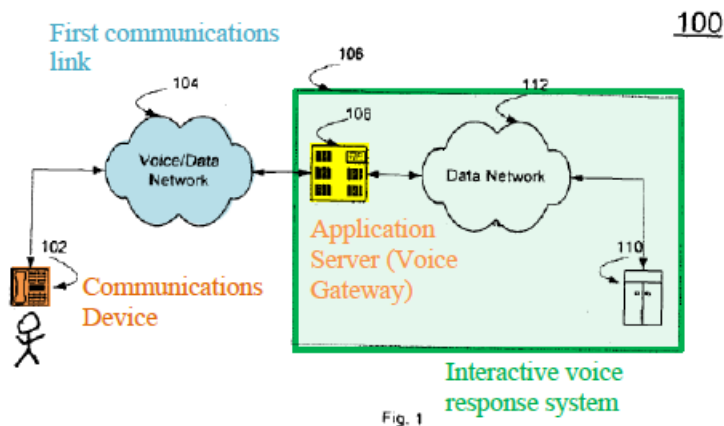 100
First communications
link
104
106
112
108
Voice/Data
Network
Data Network
Application
Server (Voice
Gateway)
102
110
Communications
Device
Interactive voice
response system
Fig. 1